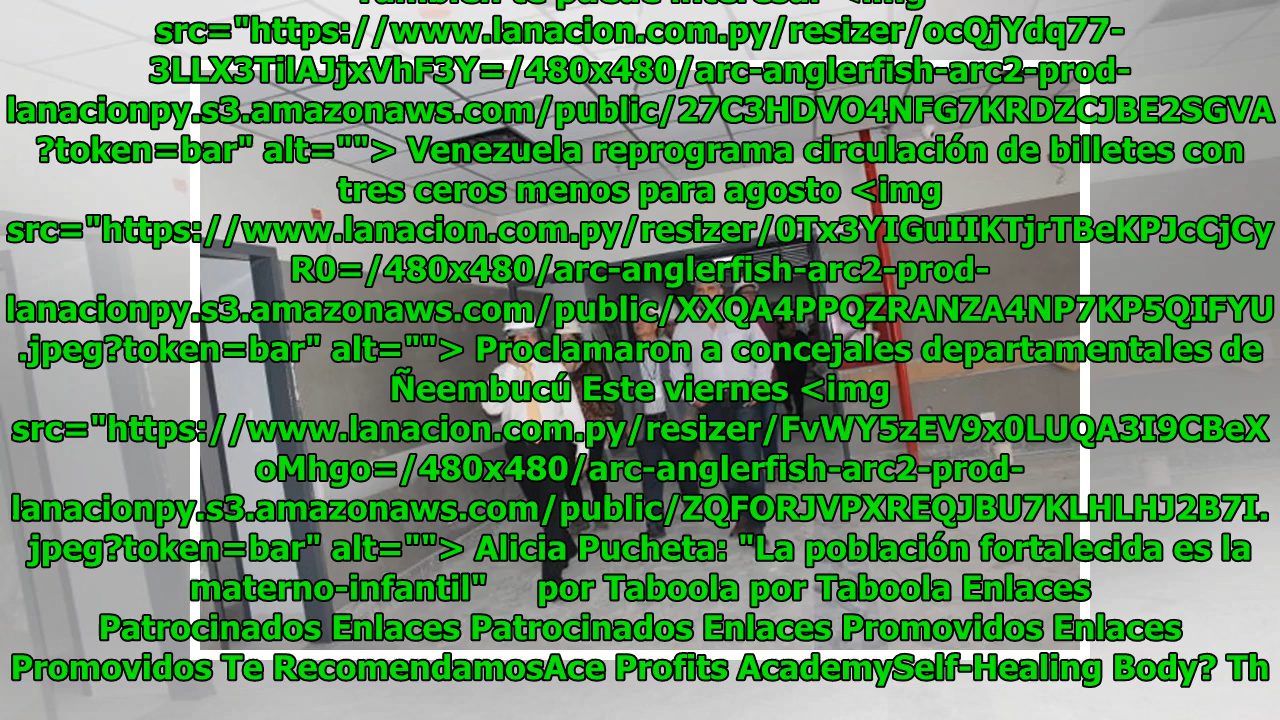 También te puede interesar <img
src="https://www.lanacion.com.py/resizer/ocQjYdq77-
3LLX3TilAJjxVhF3Y=/480x480/arc-anglerfish-arc2-prod-
lanacionpy.s3.amazonaws.com/public/27C3HDVO4NFG7KRDZCJBE2SGVA
?token=bar" alt=""> Venezuela reprograma circulación de billetes con
tres ceros menos para agosto <img
src="https://www.lanacion.com.py/resizer/0Tx3YIGuIIKTjrTBeKPJcCjCy
R0=/480x480/arc-anglerfish-arc2-prod-
lanacionpy.s3.amazonaws.com/public/XXQA4PPQZRANZA4NP7KP5QIFYU
.jpeg?token=bar" alt=""> Proclamaron a concejales departamentales de
Ñeembucú Este viernes <img
src="https://www.lanacion.com.py/resizer/FvWY5zEV9x0LUQA3I9CBeX
oMhgo=/480x480/arc-anglerfish-arc2-prod-
lanacionpy.s3.amazonaws.com/public/ZQFORJVPXREQJBU7KLHLHJ2B7I.
jpeg?token=bar" alt=""> Alicia Pucheta: "La población fortalecida es la
materno-infantil" por Taboola por Taboola Enlaces
Patrocinados Enlaces Patrocinados Enlaces Promovidos Enlaces
Promovidos Te RecomendamosAce Profits AcademySelf-Healing Body? Th